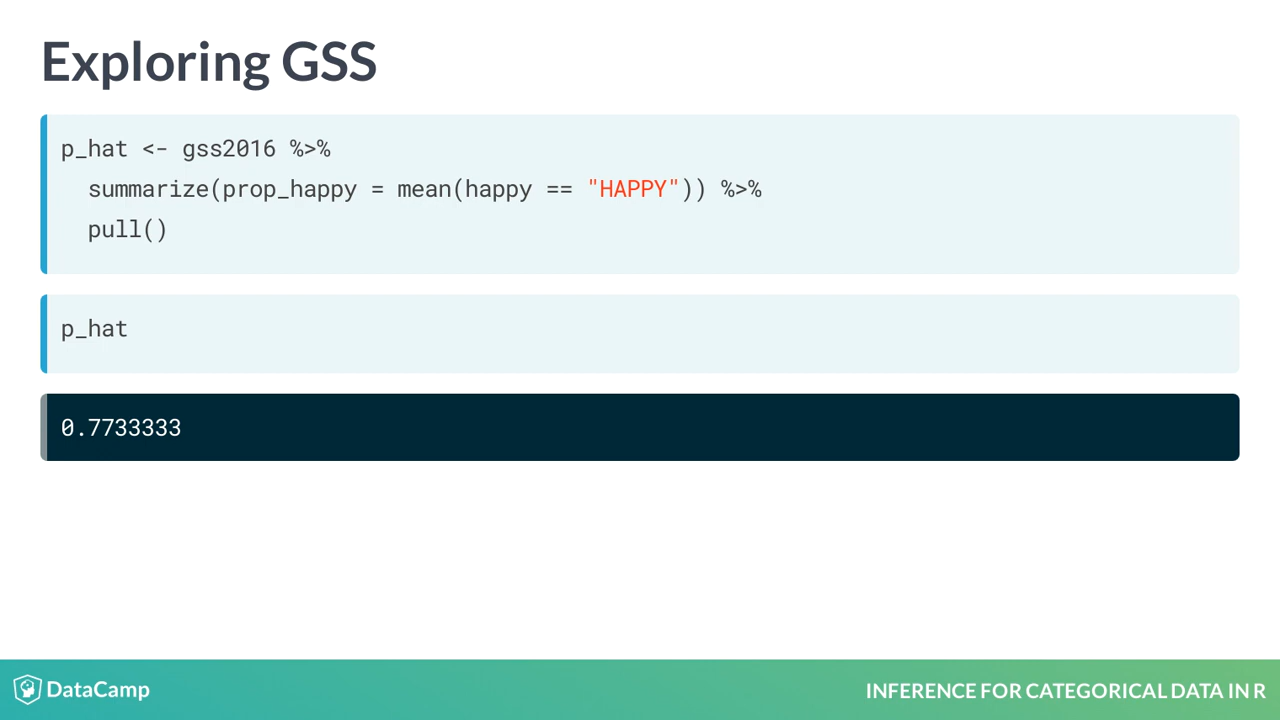 Exploring GSS
p_hat <- gss2016 %>%
  summarize(prop_happy = mean(happy == "HAPPY")) %>%
  pull()
p_hat
0.7733333
DataCamp
INFERENCE FOR CATEGORICAL DATA IN R